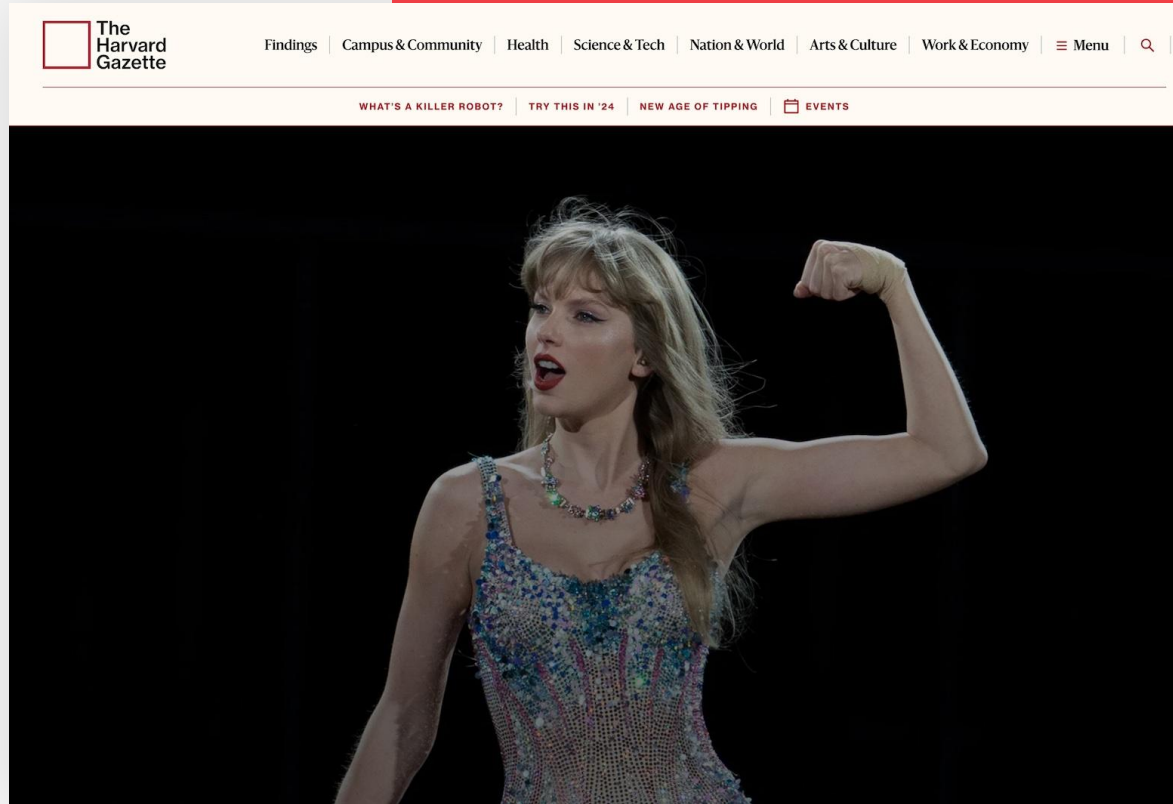 The
Harvard
Gazette
Findings
Campus & Community
Health
Science & Tech
Nation & World
Arts & Culture
Work & Economy
Menu
WHAT'S A KILLER ROBOT?
TRY THIS IN '24
NEW AGE OF TIPPING
EVENTS